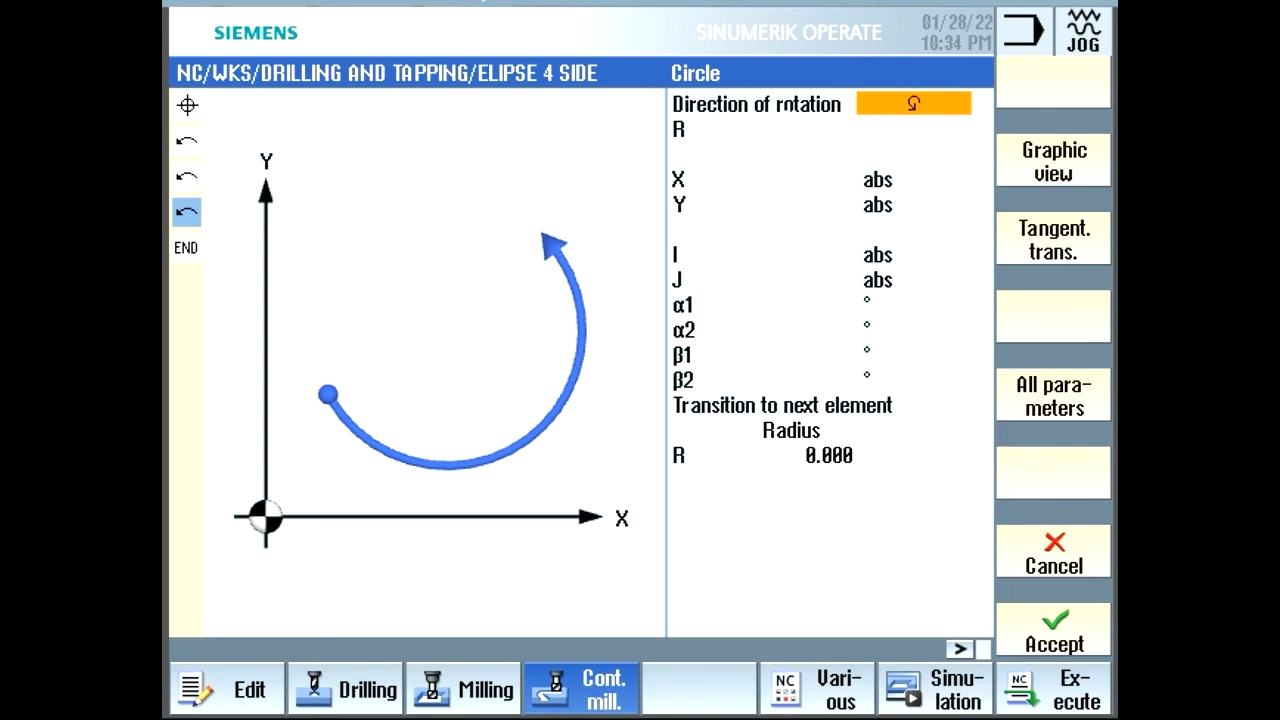 SIEMENS
SINUMERIK OPERATE
01/28/22
10:34 PM
JOG
NC/WKS/DRILLING AND TAPPING/ELIPSE 4 SIDE
Circle
Direction of rotation
R
X abs
Y abs
I abs
J abs
α1 °
α2 °
β1 °
β2 °
Transition to next element
Radius
R 0.000
END
Y
X
Graphic
view
Tangent.
trans.
All para-
meters
Cancel
Accept
>
Edit
Drilling
Milling
Cont.
mill.
NC
Vari-
ous
Simu-
lation
NC
Ex-
ecute